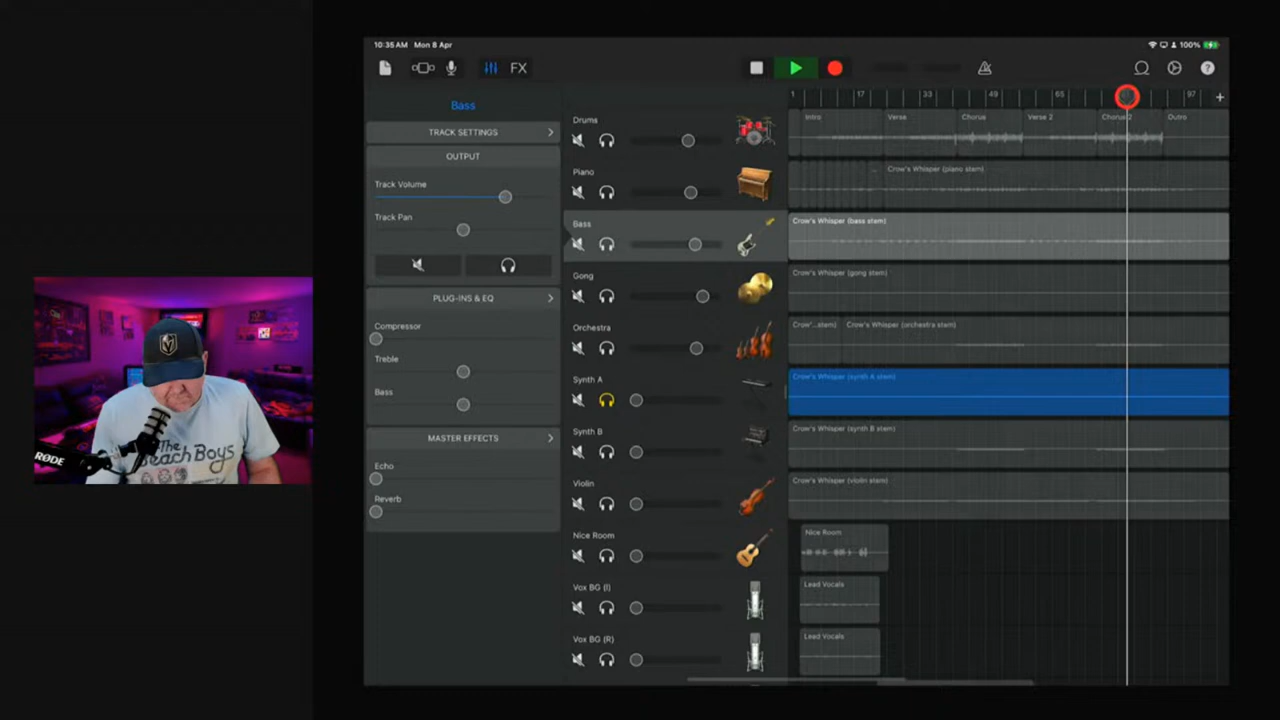 10:35 AM Mon 8 Apr
100%
FX
Bass
TRACK SETTINGS
OUTPUT
Track Volume
Track Pan
PLUG-INS & EQ
Compressor
Treble
Bass
MASTER EFFECTS
Echo
Reverb
Drums
Piano
Bass
Gong
Orchestra
Synth A
Synth B
Violin
Nice Room
Vox BG (l)
Vox BG (R)
1 17 33 49 65 97
Intro Verse Chorus Verse 2 Chorus 2 Outro
Crow's Whisper (piano stem)
Crow's Whisper (bass stem)
Crow's Whisper (gong stem)
Crow'...stem) Crow's Whisper (orchestra stem)
Crow's Whisper (synth A stem)
Crow's Whisper (synth B stem)
Crow's Whisper (violin stem)
Nice Room
Lead Vocals
Lead Vocals
RØDE
The
Beach Boys